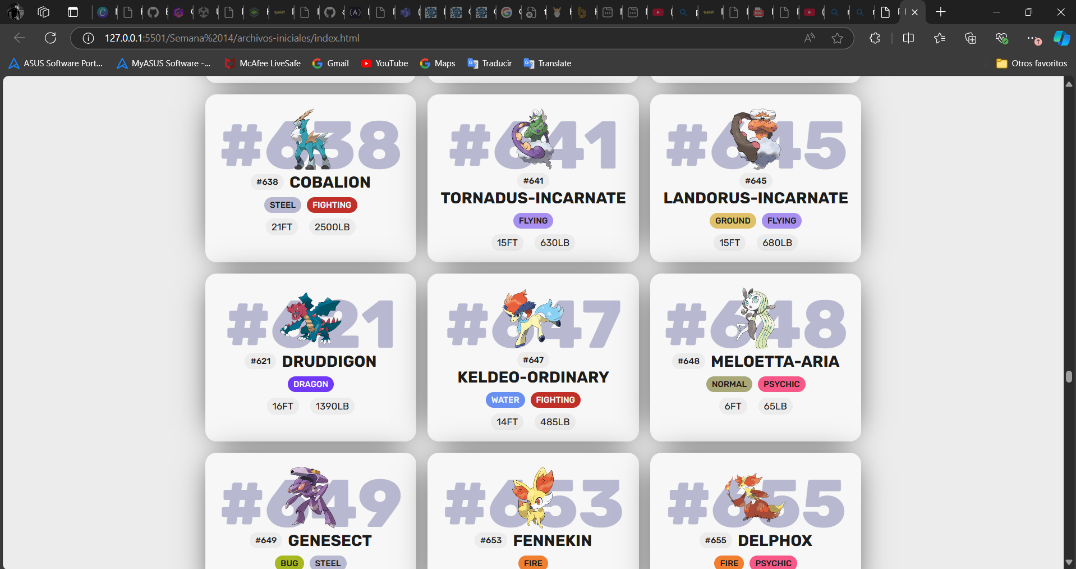 127.0.0.1:5501/Semana%2014/archivos-iniciales/index.html
ASUS Software Port... MyASUS Software -... McAfee LiveSafe Gmail YouTube Maps Traducir Translate Otros favoritos
#638 #641 #645
#638 COBALION
STEEL FIGHTING
21FT 2500LB
#641
TORNADUS-INCARNATE
FLYING
15FT 630LB
#645
LANDORUS-INCARNATE
GROUND FLYING
15FT 680LB
#621 #647 #648
#621 DRUDDIGON
DRAGON
16FT 1390LB
#647
KELDEO-ORDINARY
WATER FIGHTING
14FT 485LB
#648 MELOETTA-ARIA
NORMAL PSYCHIC
6FT 65LB
#649 #653 #655
#649 GENESECT
BUG STEEL
#653 FENNEKIN
FIRE
#655 DELPHOX
FIRE PSYCHIC